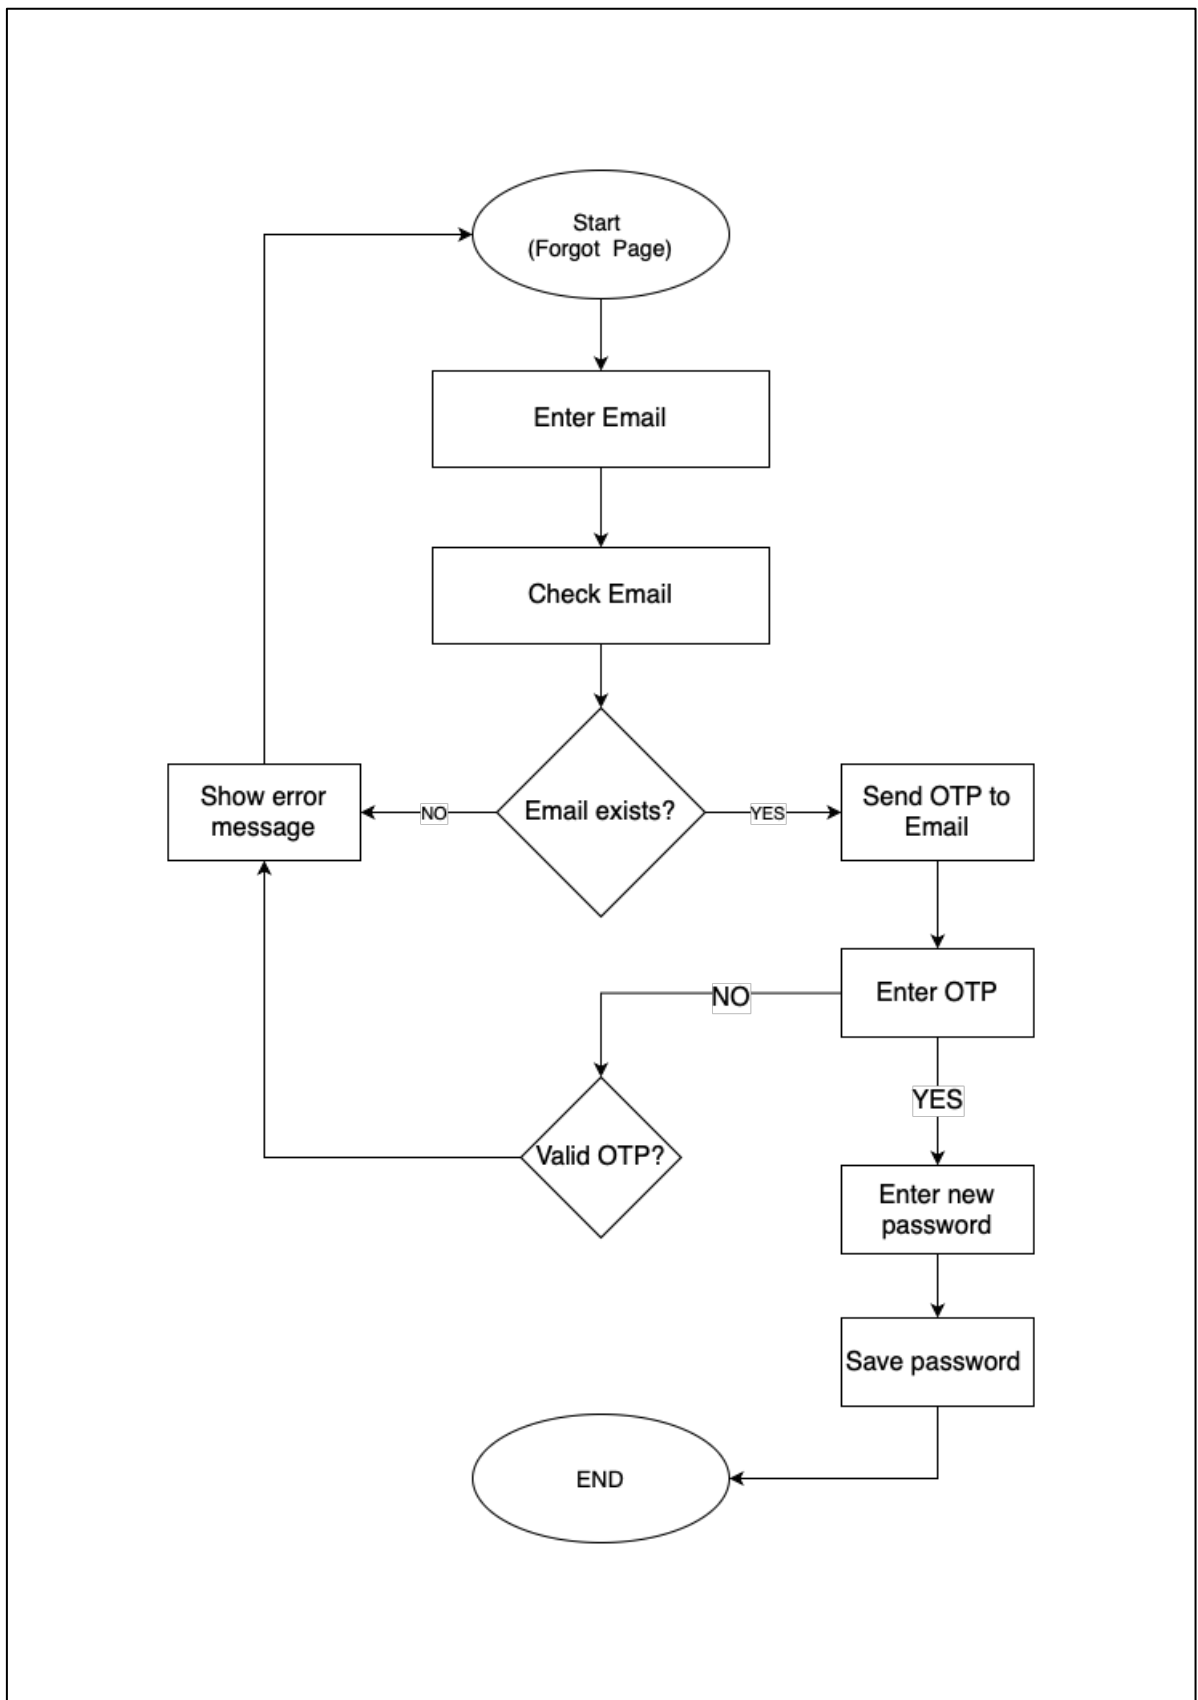 Start
(Forgot Page)
Enter Email
Check Email
Show error
message
NO
Email exists?
YES
Send OTP to
Email
NO
Enter OTP
YES
Valid OTP?
Enter new
password
Save password
END